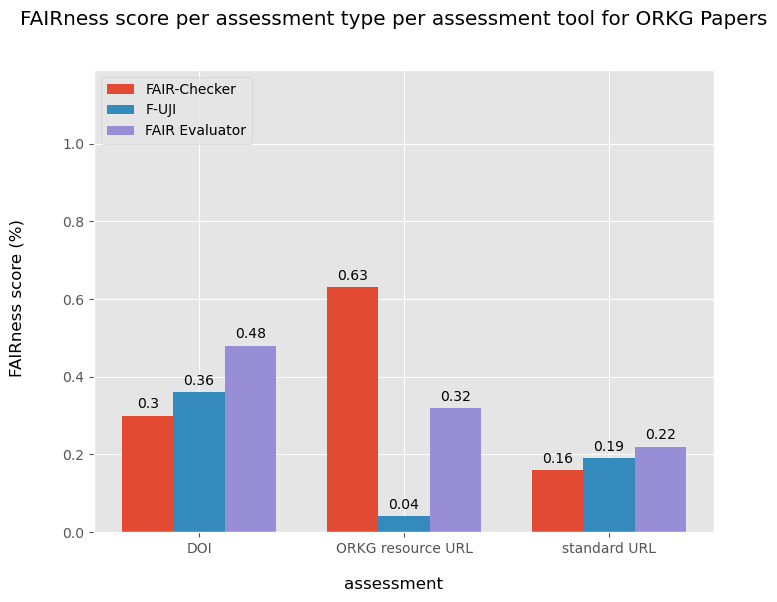 FAIRness score per assessment type per assessment tool for ORKG Papers
FAIR-Checker
F-UJI
FAIR Evaluator
FAIRness score (%)
1.0
0.8
0.6
0.4
0.2
0.0
0.3
0.36
0.48
0.63
0.04
0.32
0.16
0.19
0.22
DOI
ORKG resource URL
standard URL
assessment